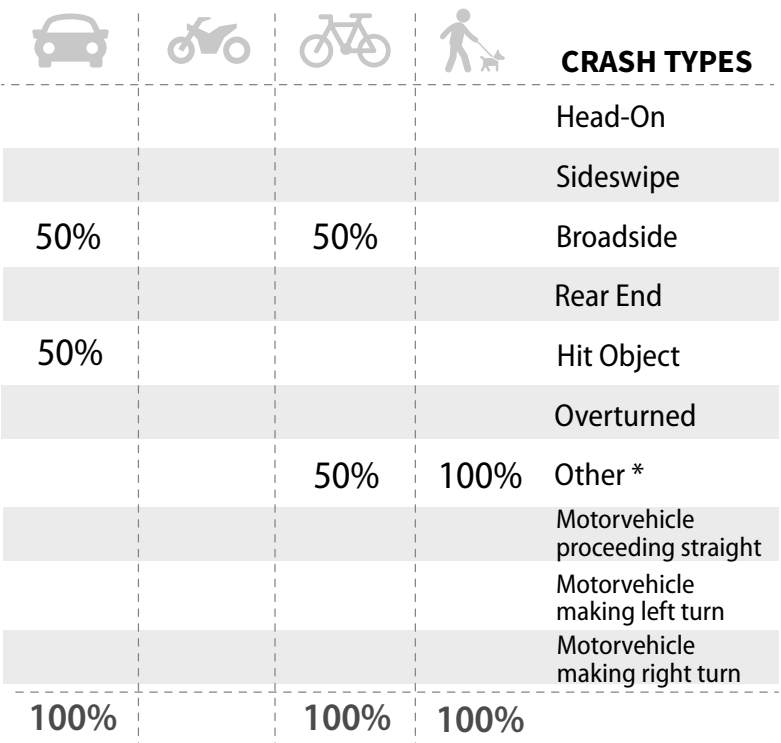 CRASH TYPES
Head-On
Sideswipe
50% 50% Broadside
Rear End
50% Hit Object
Overturned
50% 100% Other *
Motorvehicle
proceeding straight
Motorvehicle
making left turn
Motorvehicle
making right turn
100% 100% 100%